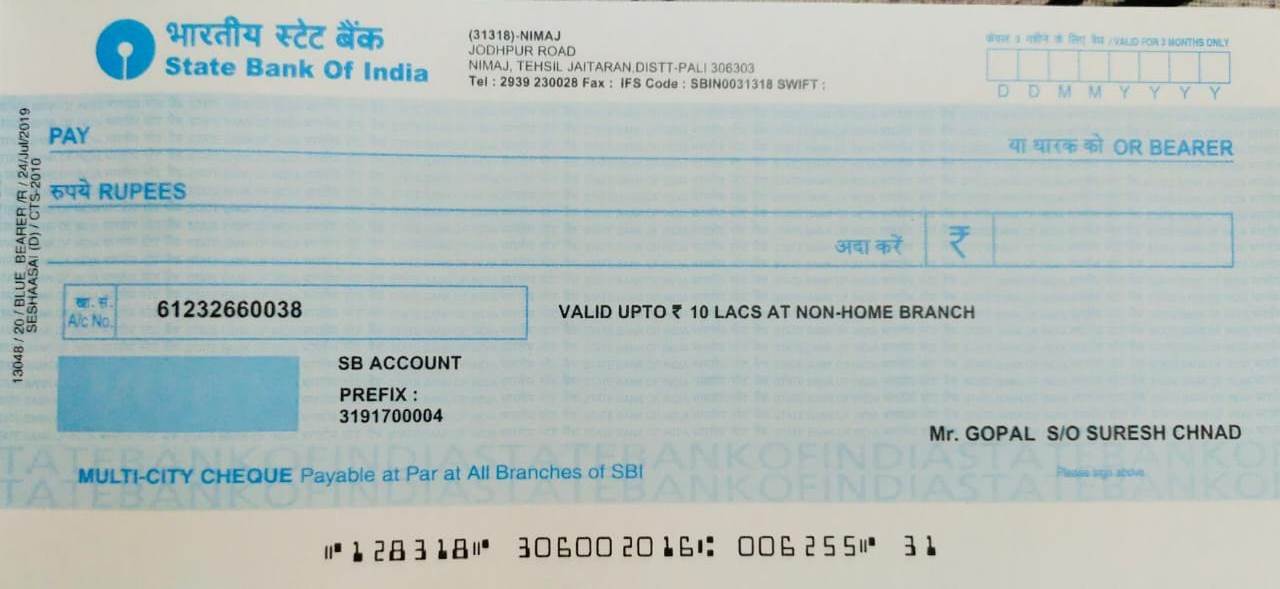 भारतीय स्टेट बैंक
State Bank Of India
(31318)-NIMAJ
JODHPUR ROAD
NIMAJ, TEHSIL JAITARAN,DISTT-PALI 306303
Tel : 2939 230028 Fax : IFS Code : SBIN0031318 SWIFT :
केवल 3 महीने के लिए वैध / VALID FOR 3 MONTHS ONLY
D D M M Y Y Y Y
PAY
या धारक को OR BEARER
रुपये RUPEES
अदा करें ₹
खा. सं.
A/c No.
61232660038
VALID UPTO ₹ 10 LACS AT NON-HOME BRANCH
SB ACCOUNT
PREFIX :
3191700004
Mr. GOPAL S/O SURESH CHNAD
Please sign above
MULTI-CITY CHEQUE Payable at Par at All Branches of SBI
⑈128318⑈ 306002016⑆ 006255⑈ 31
13048 / 20 / BLUE_BEARER /R / 24/Jul/2019
SESHAASAI (D) / CTS-2010